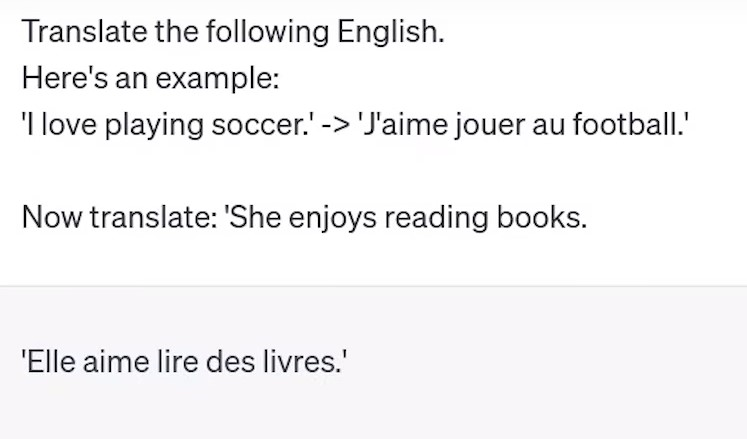 Translate the following English.
Here's an example:
'I love playing soccer.' -> 'J'aime jouer au football.'
Now translate: 'She enjoys reading books.
'Elle aime lire des livres.'